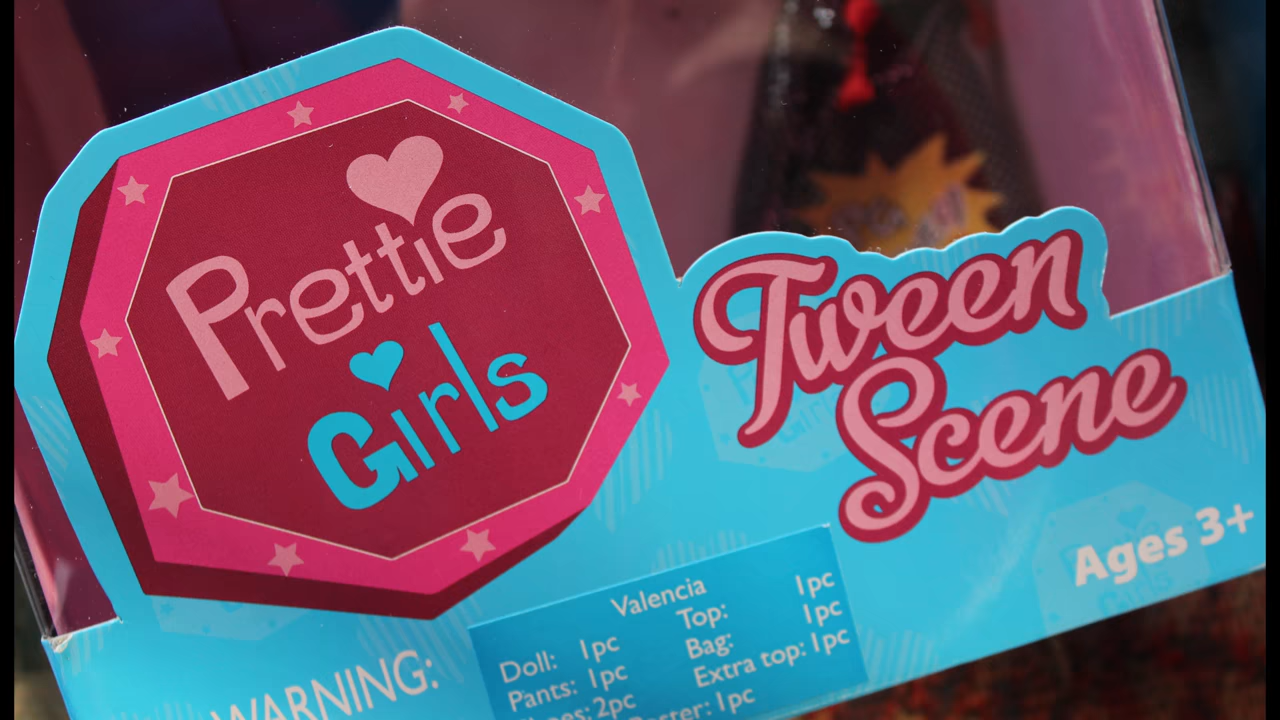 Prettie
Girls
Tween
Scene
Ages 3+
WARNING:
Valencia
Doll: 1pc
Top: 1pc
Pants: 1pc
Bag: 1pc
2pc
Extra top: 1pc
1pc